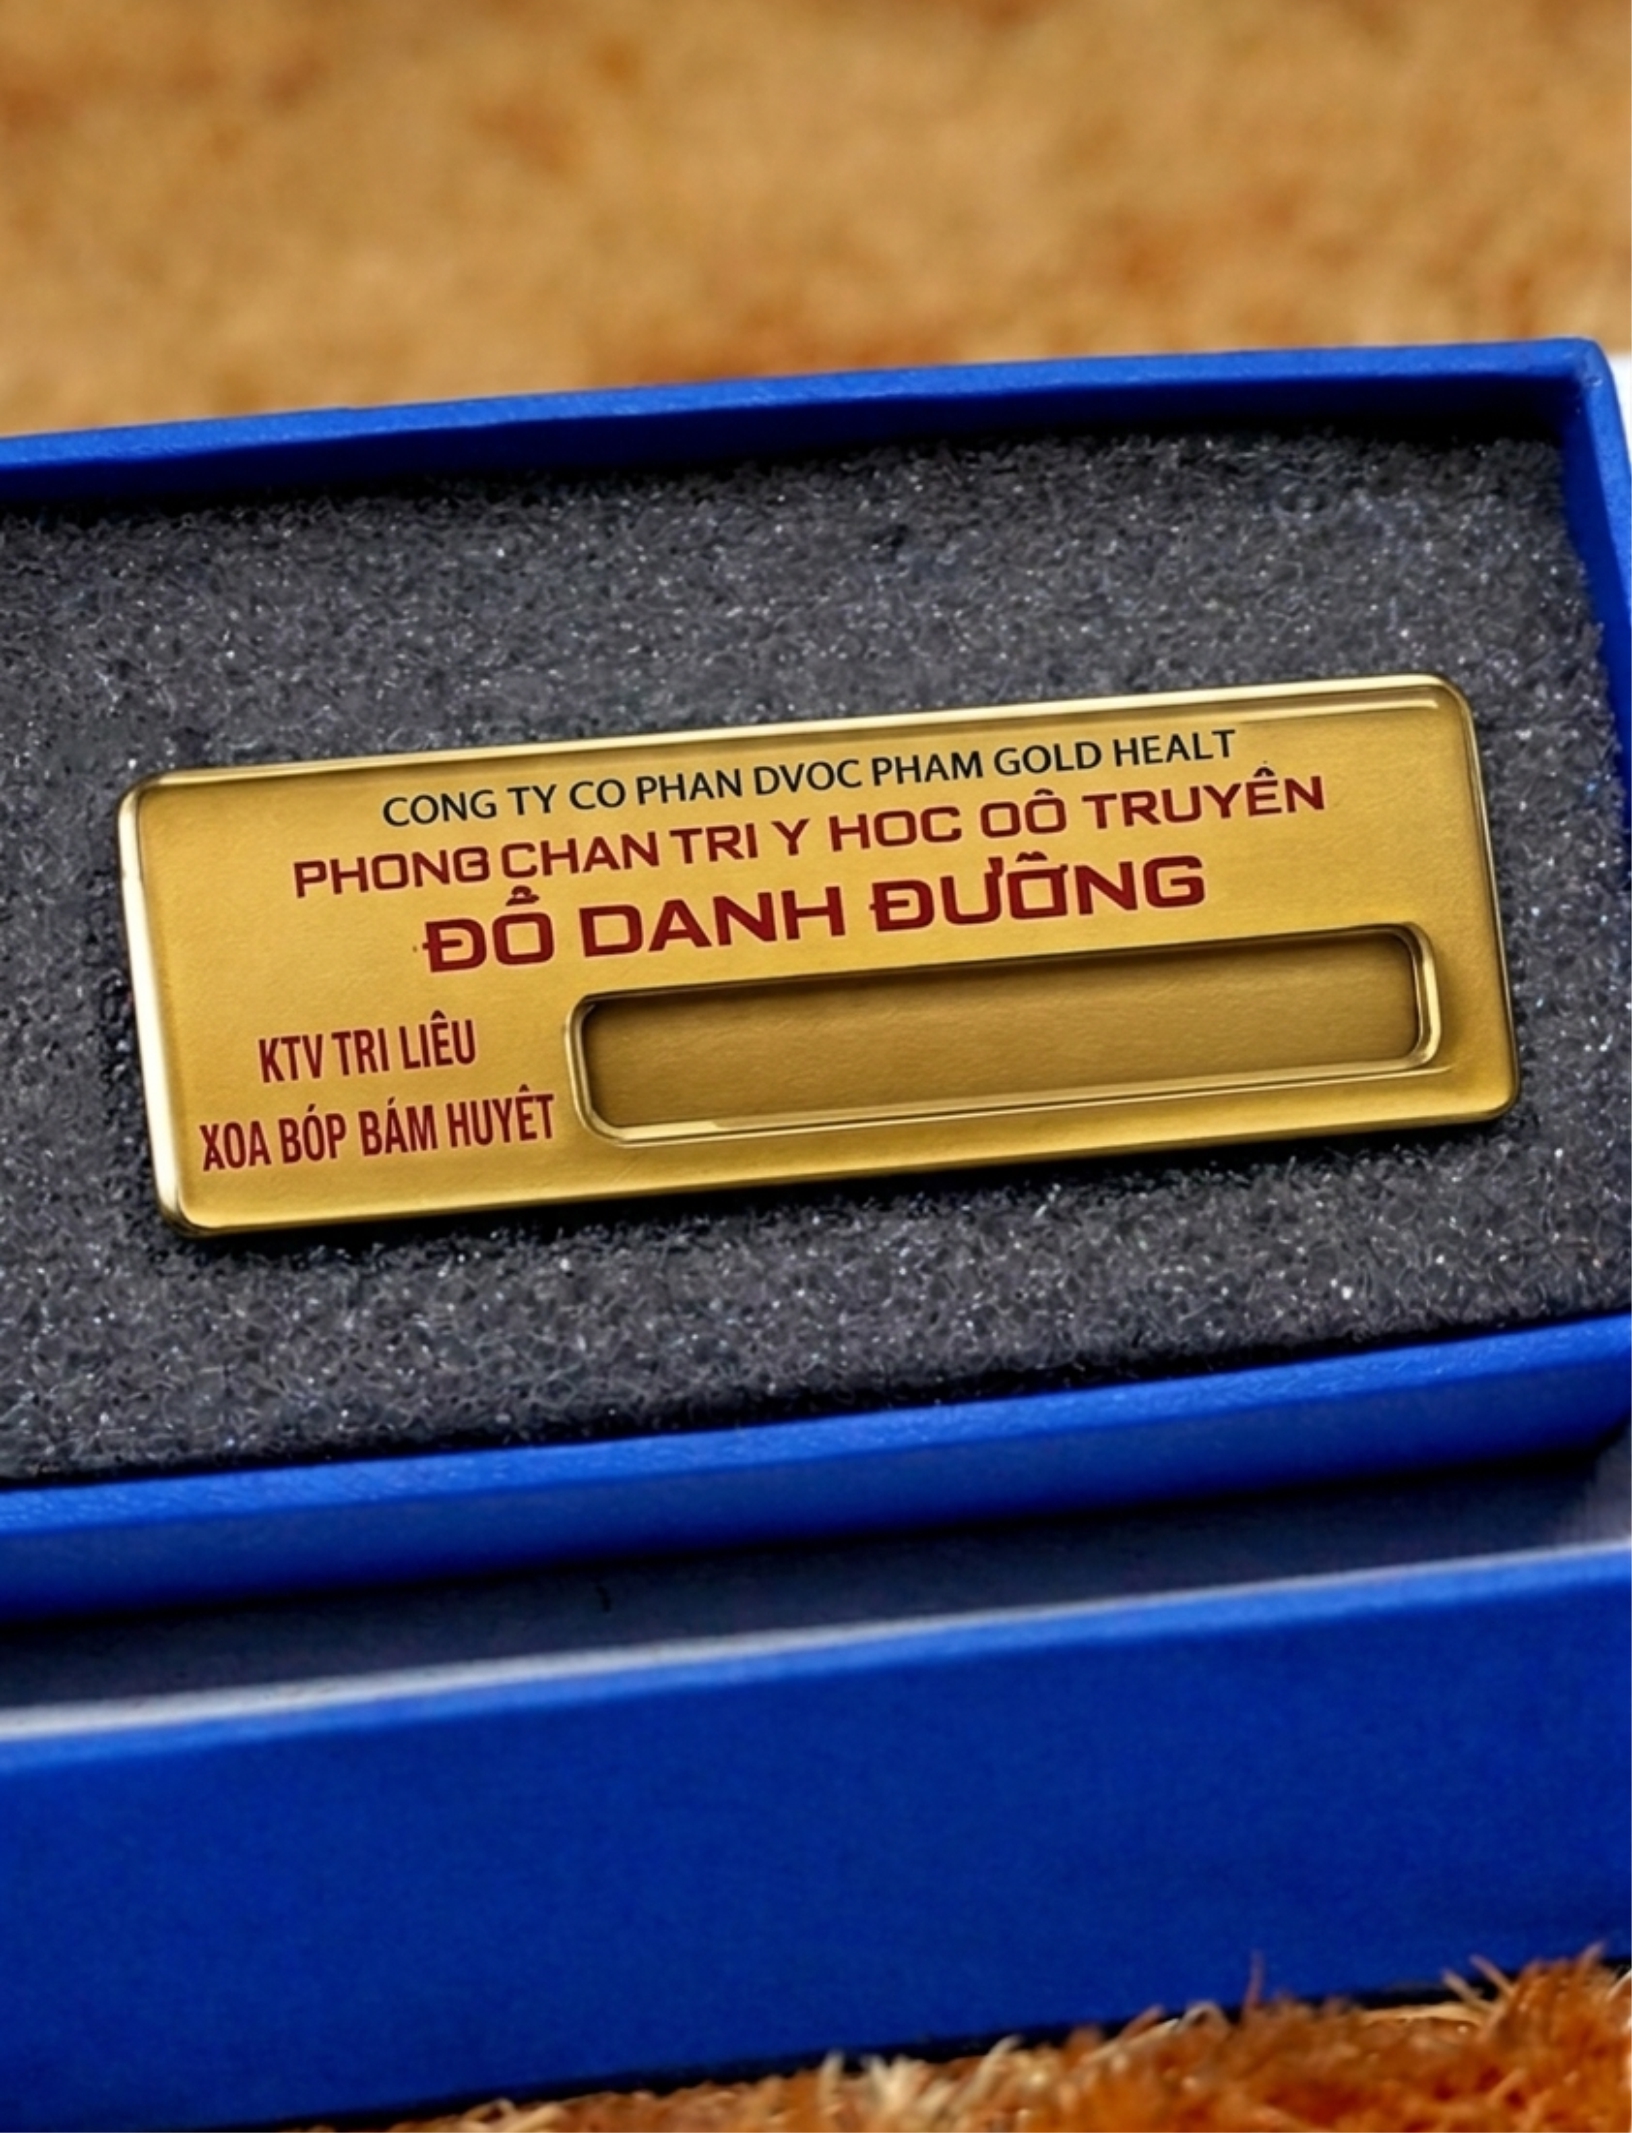 CONG TY CO PHAN DVOC PHAM GOLD HEALT
PHONG CHAN TRI Y HOC OÔ TRUYÊN
ĐỔ DANH ĐƯỠNG
KTV TRI LIÊU
XOA BÓP BÁM HUYÊT